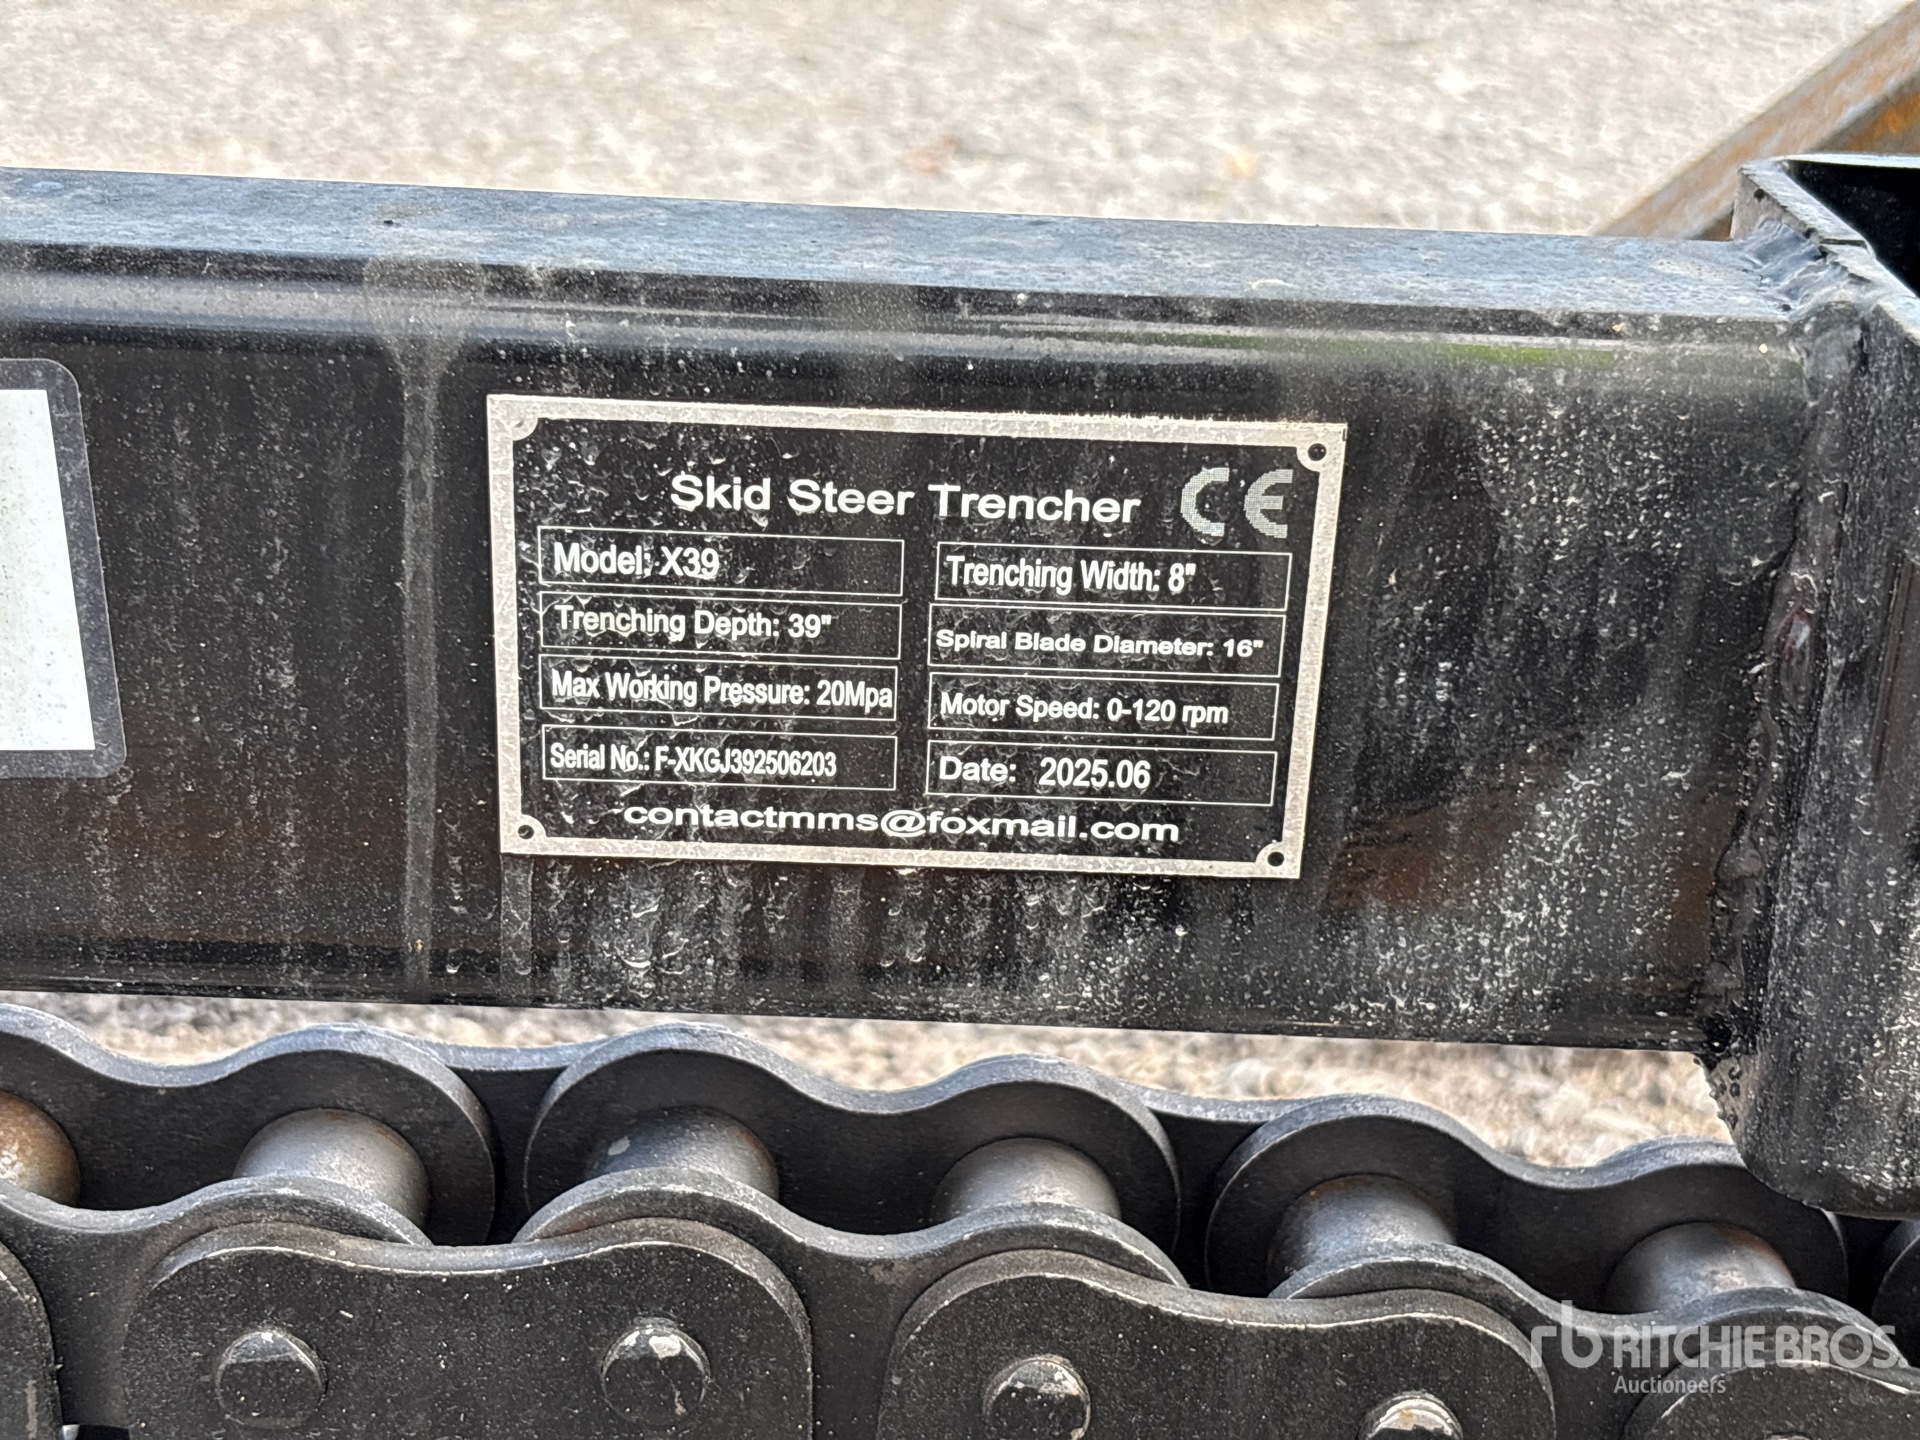 Skid Steer Trencher CE
Model: X39
Trenching Width: 8"
Trenching Depth: 39"
Spiral Blade Diameter: 16"
Max Working Pressure: 20Mpa
Motor Speed: 0-120 rpm
Serial No.: F-XKGJ392506203
Date: 2025.06
contactmms@foxmail.com
rb RITCHIE BROS.
Auctioneers